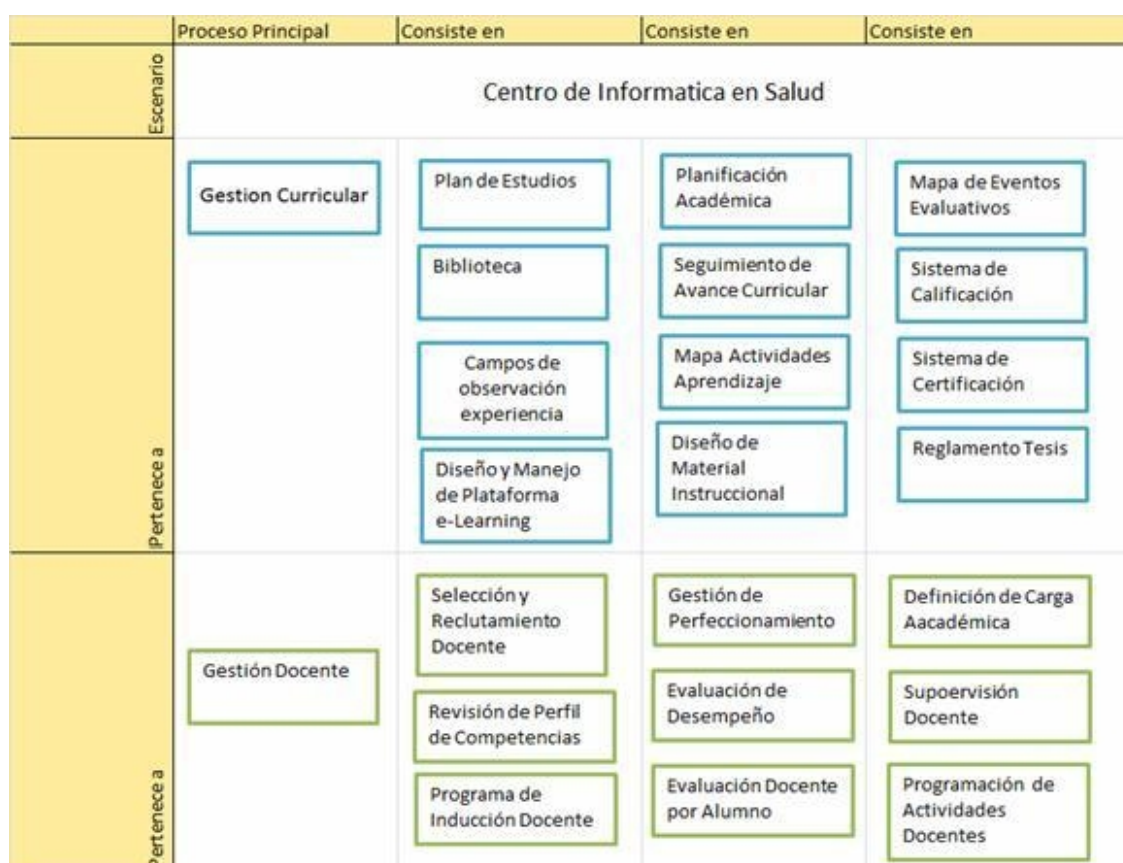 Proceso Principal
Consiste en
Consiste en
Consiste en
Escenario
Centro de Informatica en Salud
Pertenece a
Gestion Curricular
Plan de Estudios
Planificación
Académica
Mapa de Eventos
Evaluativos
Biblioteca
Seguimiento de
Avance Curricular
Sistema de
Calificación
Campos de
observación
experiencia
Mapa Actividades
Aprendizaje
Sistema de
Certificación
Diseño y Manejo
de Plataforma
e-Learning
Diseño de
Material
Instruccional
Reglamento Tesis
Pertenece a
Gestión Docente
Selección y
Reclutamiento
Docente
Gestión de
Perfeccionamiento
Definición de Carga
Aacadémica
Revisión de Perfil
de Competencias
Evaluación de
Desempeño
Supoervisión
Docente
Programa de
Inducción Docente
Evaluación Docente
por Alumno
Programación de
Actividades
Docentes